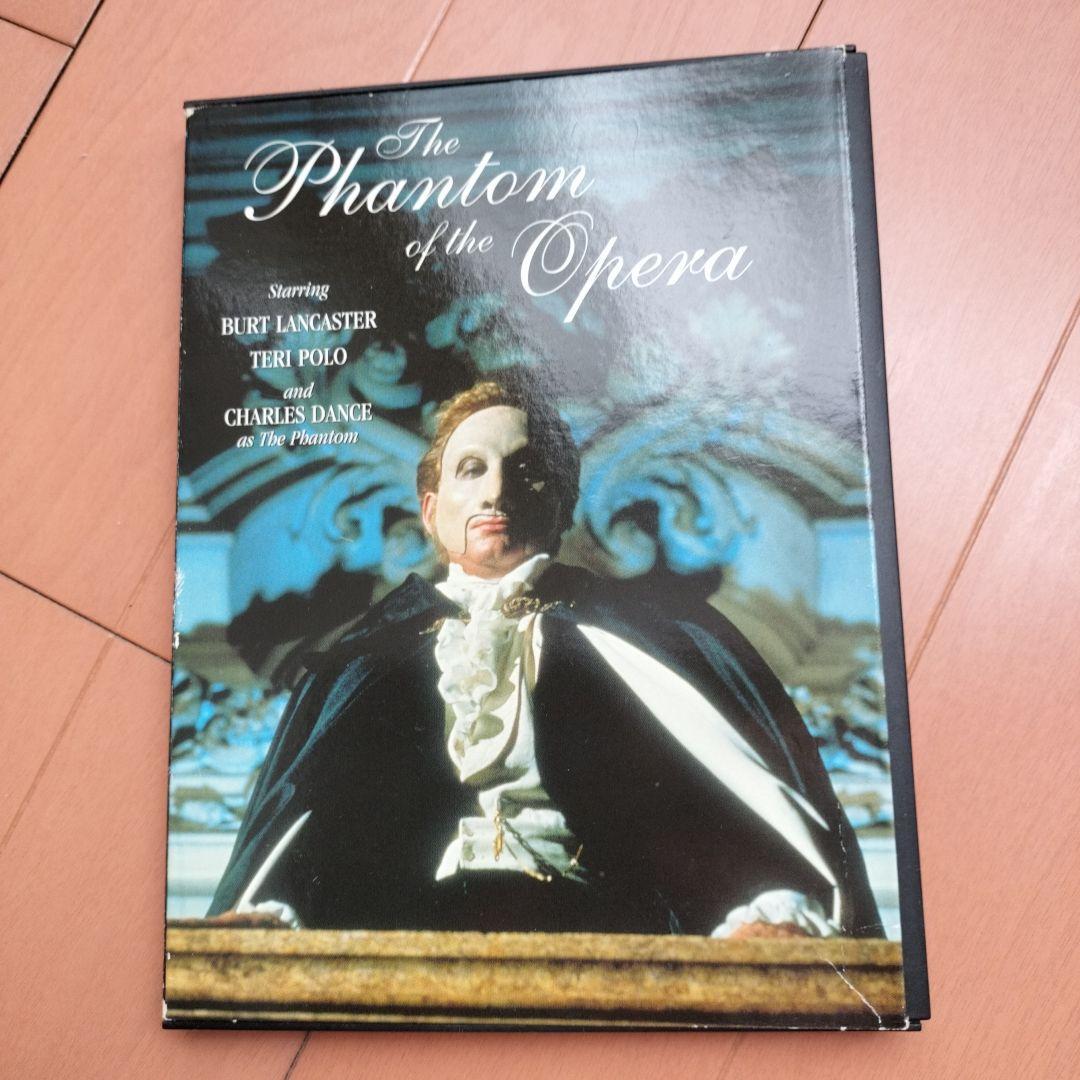 The
Phantom
of the Opera
Starring
BURT LANCASTER
TERI POLO
and
CHARLES DANCE
as The Phantom